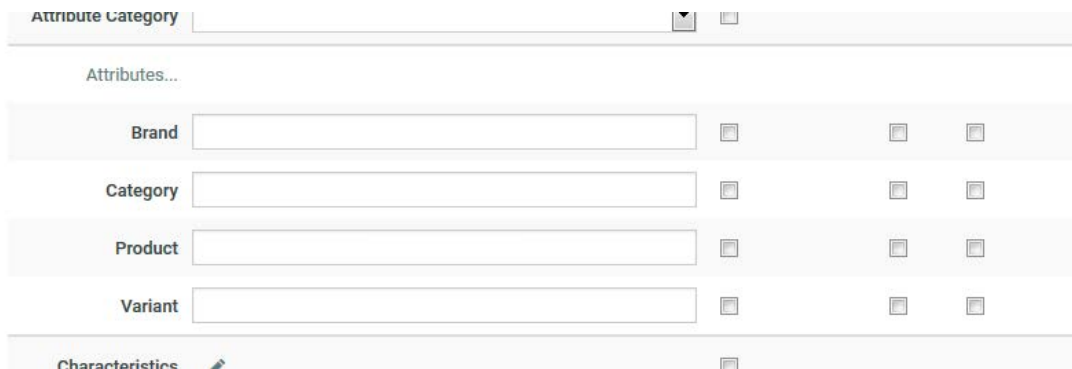 Attribute Category
Attributes...
Brand
Category
Product
Variant
Characteristics